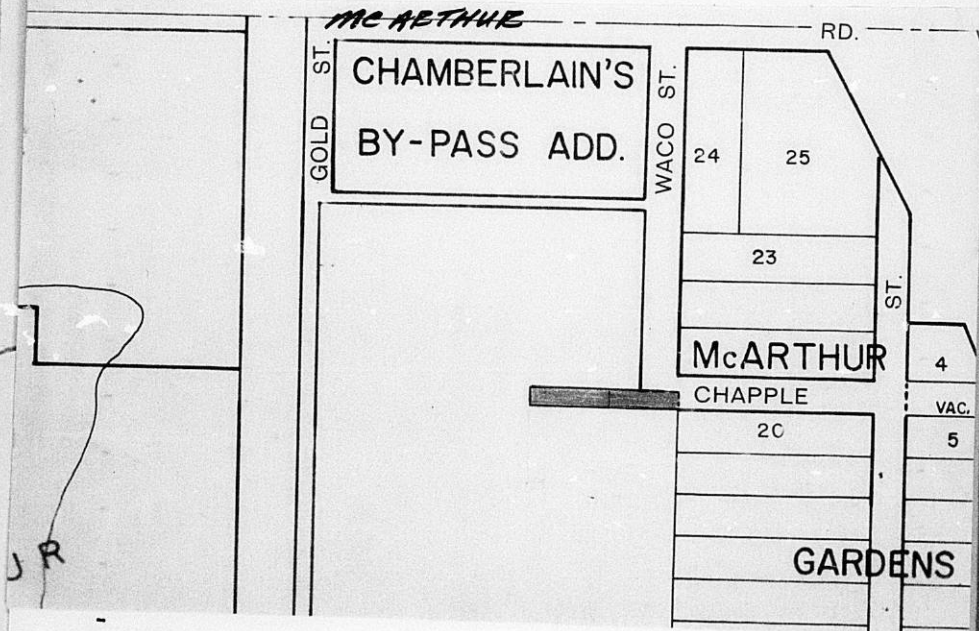 Mc ARTHUR
RD.
GOLD ST.
CHAMBERLAIN'S
BY-PASS ADD.
WACO ST.
24
25
23
ST.
McARTHUR
4
CHAPPLE
VAC.
20
5
GARDENS
UR